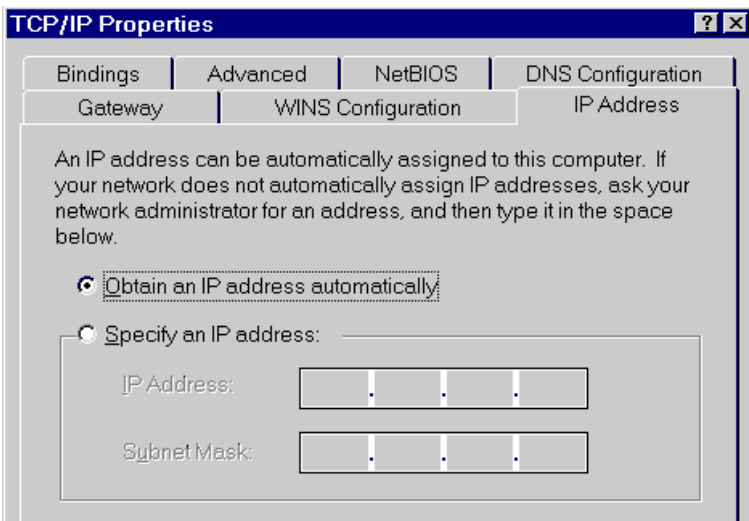 TCP/IP Properties
Bindings Advanced NetBIOS DNS Configuration
Gateway WINS Configuration IP Address
An IP address can be automatically assigned to this computer. If
your network does not automatically assign IP addresses, ask your
network administrator for an address, and then type it in the space
below.
Obtain an IP address automatically
Specify an IP address:
IP Address:
Subnet Mask: